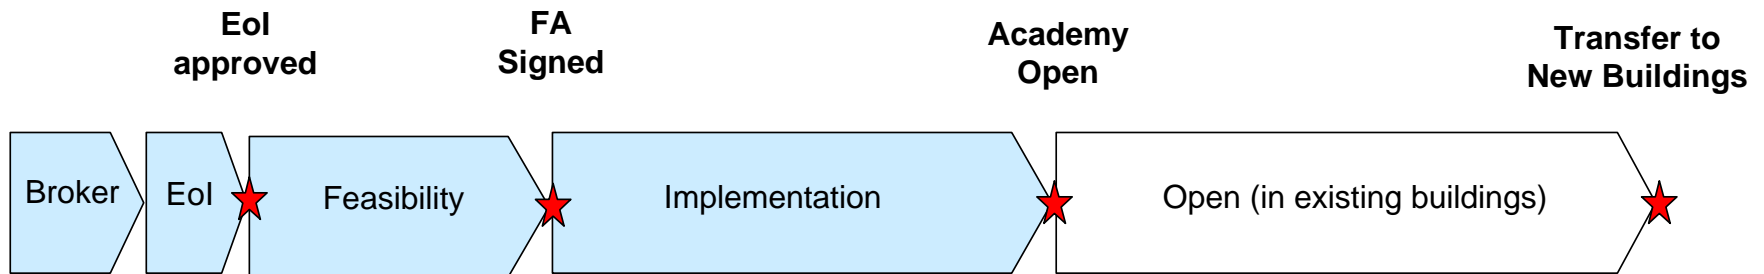 EoI
approved
FA
Signed
Academy
Open
Transfer to
New Buildings
Broker
EoI
Feasibility
Implementation
Open (in existing buildings)